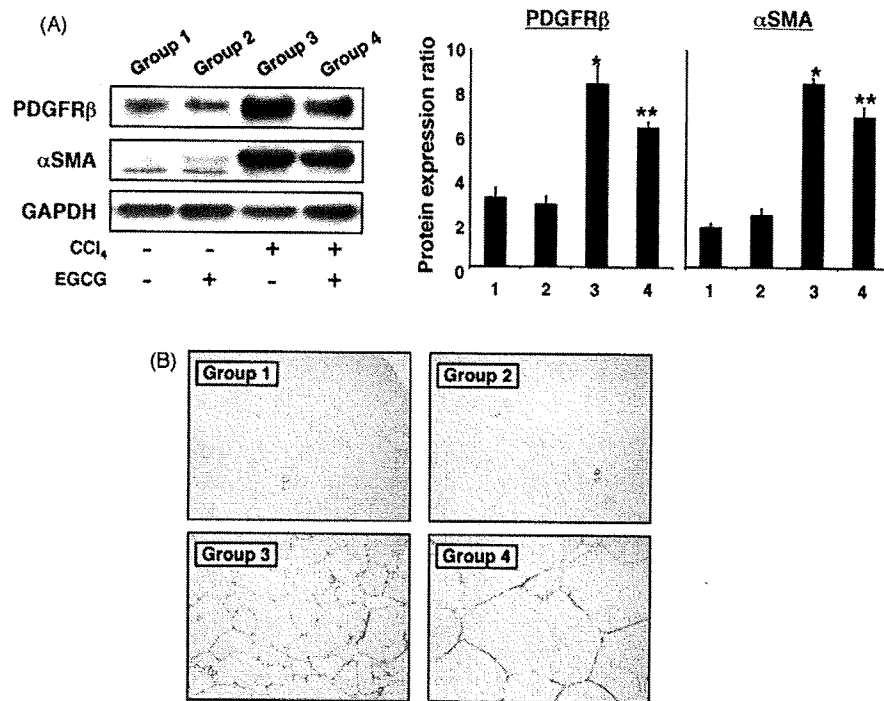 (A)
Group 1 Group 2 Group 3 Group 4
PDGFRβ
αSMA
GAPDH
CCl4 - - + +
EGCG - + - +
PDGFRβ αSMA
Protein expression ratio
10
8
6
4
2
0
* ** * **
1 2 3 4 1 2 3 4
(B)
Group 1 Group 2
Group 3 Group 4